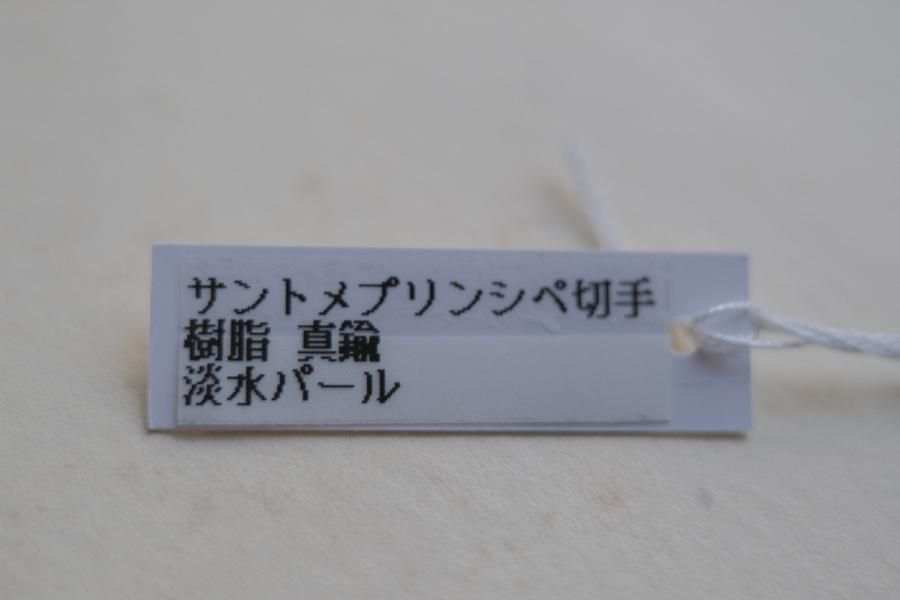 サントメプリンシペ切手
樹脂 真鍮
淡水パール